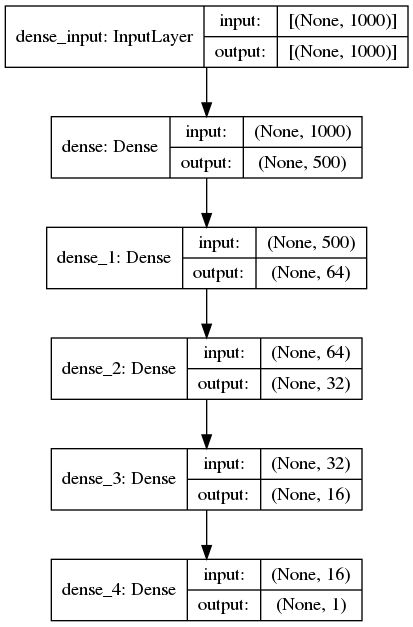 dense_input: InputLayer
input: [(None, 1000)]
output: [(None, 1000)]
dense: Dense
input: (None, 1000)
output: (None, 500)
dense_1: Dense
input: (None, 500)
output: (None, 64)
dense_2: Dense
input: (None, 64)
output: (None, 32)
dense_3: Dense
input: (None, 32)
output: (None, 16)
dense_4: Dense
input: (None, 16)
output: (None, 1)